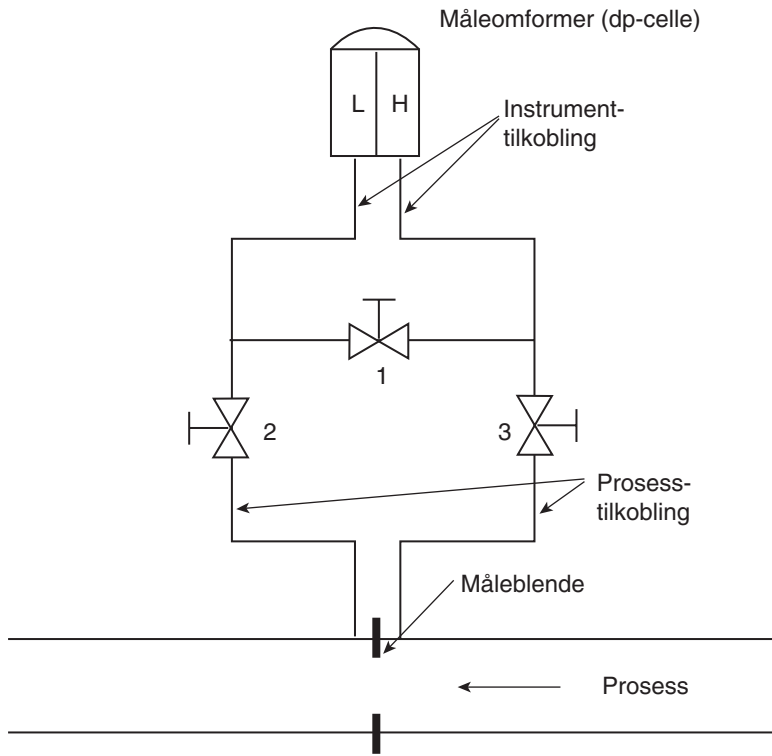 Måleomformer (dp-celle)
L
H
Instrument-
tilkobling
1
2
3
Prosess-
tilkobling
Måleblende
Prosess